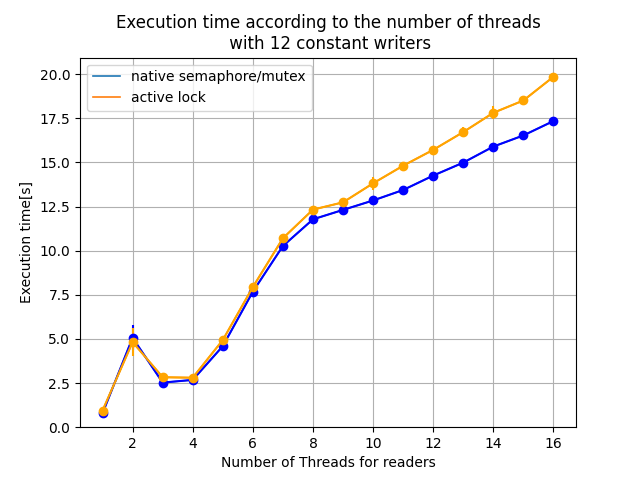 Execution time according to the number of threads
with 12 constant writers
native semaphore/mutex
active lock
Execution time[s]
20.0
17.5
15.0
12.5
10.0
7.5
5.0
2.5
0.0
2 4 6 8 10 12 14 16
Number of Threads for readers